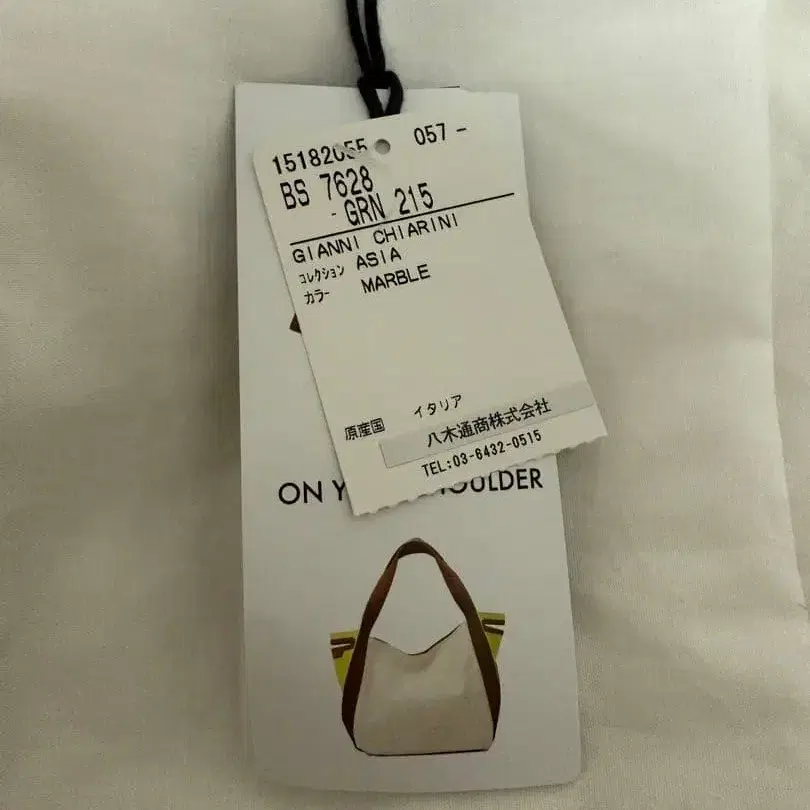 15182055 057-
BS 7628
- GRN 215
GIANNI CHIARINI
コレクション ASIA
カラー MARBLE
原産国 イタリア
八木通商株式会社
TEL:03-6432-0515
ON Y OULDER